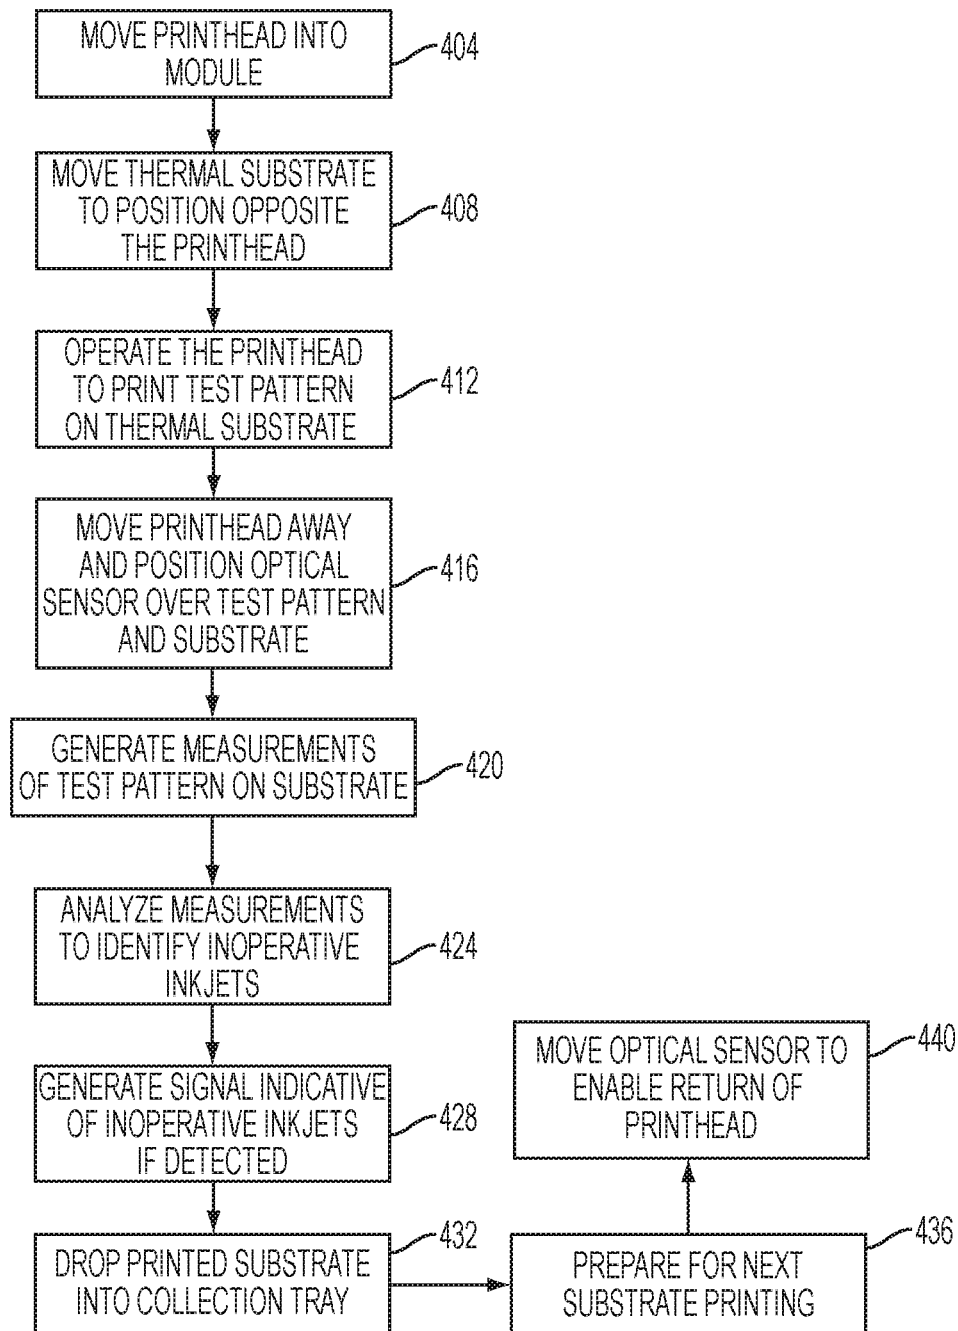 MOVE PRINTHEAD INTO
MODULE
404
MOVE THERMAL SUBSTRATE
TO POSITION OPPOSITE
THE PRINTHEAD
408
OPERATE THE PRINTHEAD
TO PRINT TEST PATTERN
ON THERMAL SUBSTRATE
412
MOVE PRINTHEAD AWAY
AND POSITION OPTICAL
SENSOR OVER TEST PATTERN
AND SUBSTRATE
416
GENERATE MEASUREMENTS
OF TEST PATTERN ON SUBSTRATE
420
ANALYZE MEASUREMENTS
TO IDENTIFY INOPERATIVE
INKJETS
424
GENERATE SIGNAL INDICATIVE
OF INOPERATIVE INKJETS
IF DETECTED
428
DROP PRINTED SUBSTRATE
INTO COLLECTION TRAY
432
PREPARE FOR NEXT
SUBSTRATE PRINTING
436
MOVE OPTICAL SENSOR TO
ENABLE RETURN OF
PRINTHEAD
440